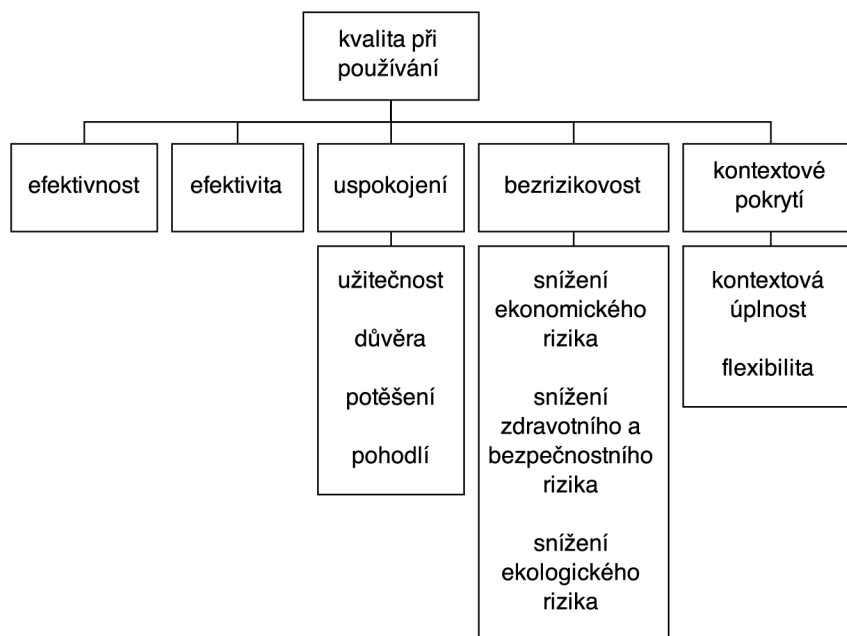 kvalita při
používání
efektivnost
efektivita
uspokojení
bezrizikovost
kontextové
pokrytí
užitečnost
důvěra
potěšení
pohodlí
snížení
ekonomického
rizika
snížení
zdravotního a
bezpečnostního
rizika
snížení
ekologického
rizika
kontextová
úplnost
flexibilita